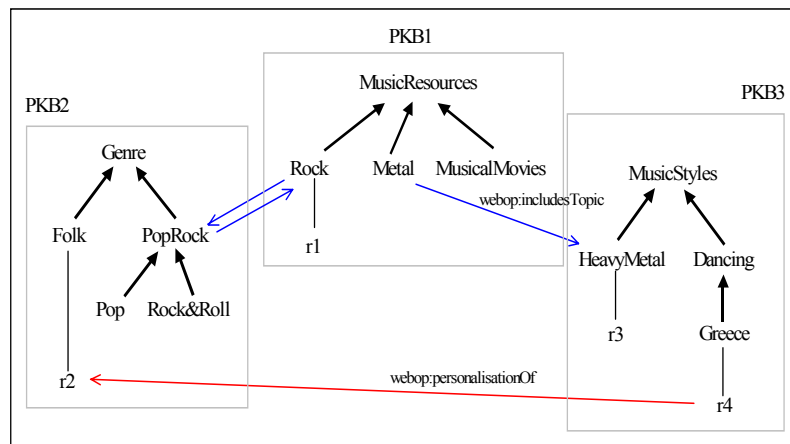 PKB1
MusicResources
Rock
Metal
MusicalMovies
r1
PKB2
Genre
Folk
PopRock
Pop
Rock&Roll
r2
PKB3
MusicStyles
HeavyMetal
Dancing
r3
Greece
r4
webop:includesTopic
webop:personalisationOf